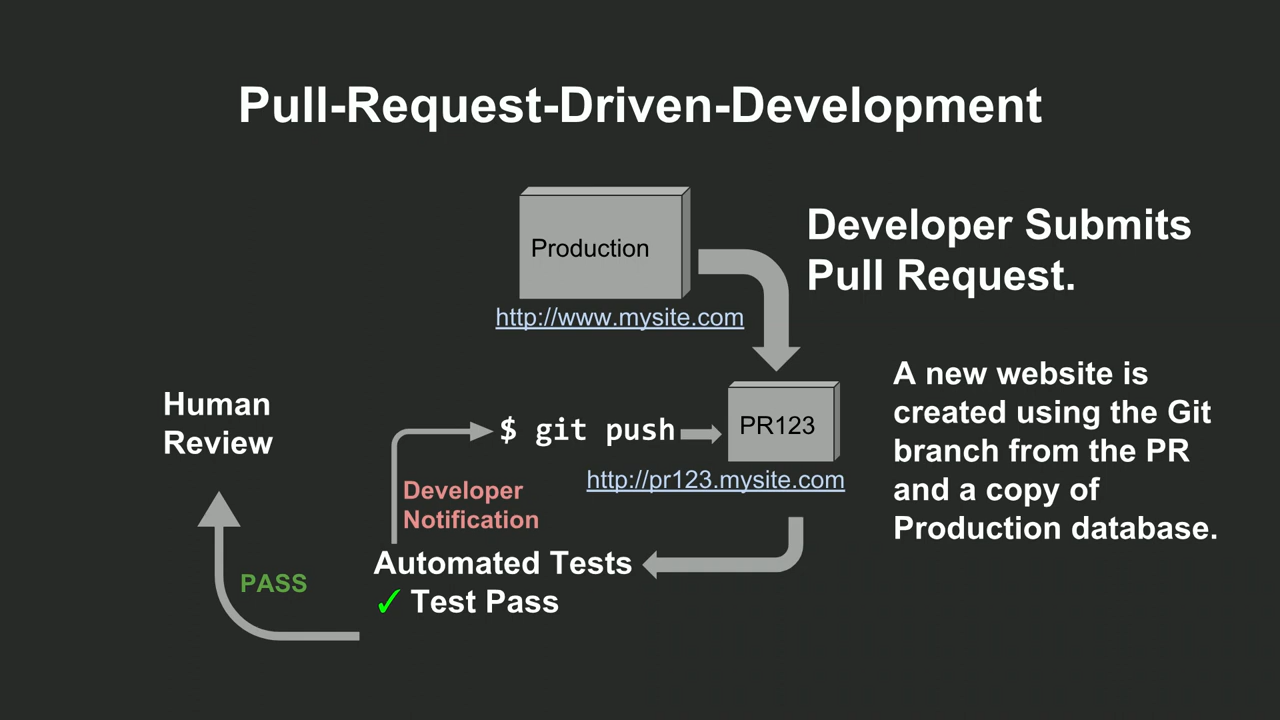 Pull-Request-Driven-Development
Production
http://www.mysite.com
Developer Submits
Pull Request.
PR123
http://pr123.mysite.com
A new website is
created using the Git
branch from the PR
and a copy of
Production database.
$ git push
Developer
Notification
Automated Tests
✓ Test Pass
PASS
Human
Review